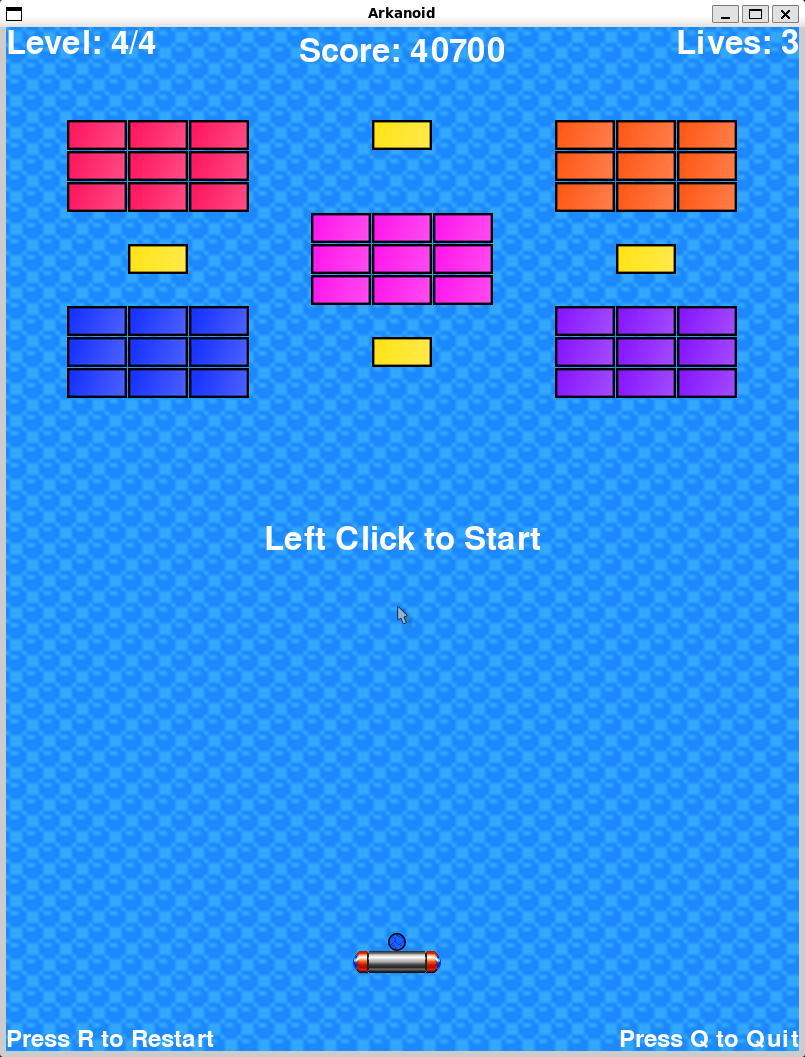 Arkanoid
Level: 4/4
Score: 40700
Lives: 3
Left Click to Start
Press R to Restart
Press Q to Quit